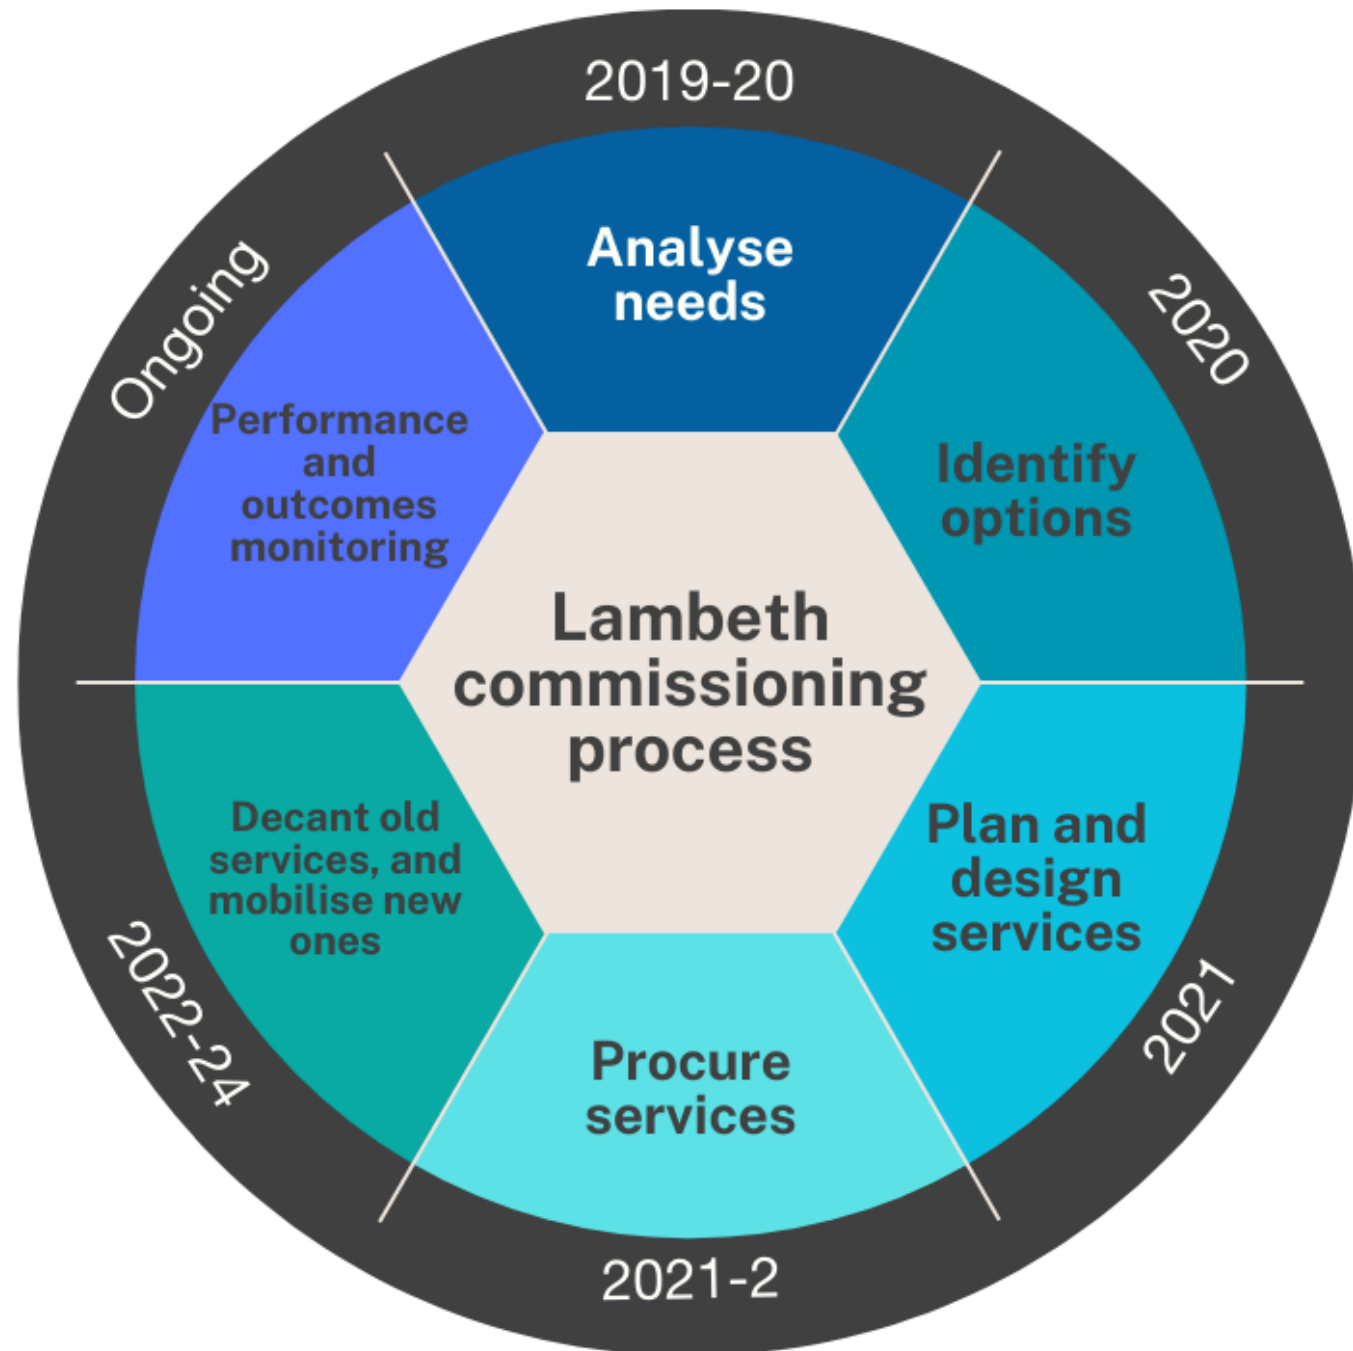 2019-20
Analyse
needs
2020
Identify
options
2021
Plan and
design
services
2021-2
Procure
services
2022-24
Decant old
services, and
mobilise new
ones
Ongoing
Performance
and
outcomes
monitoring
Lambeth
commissioning
process